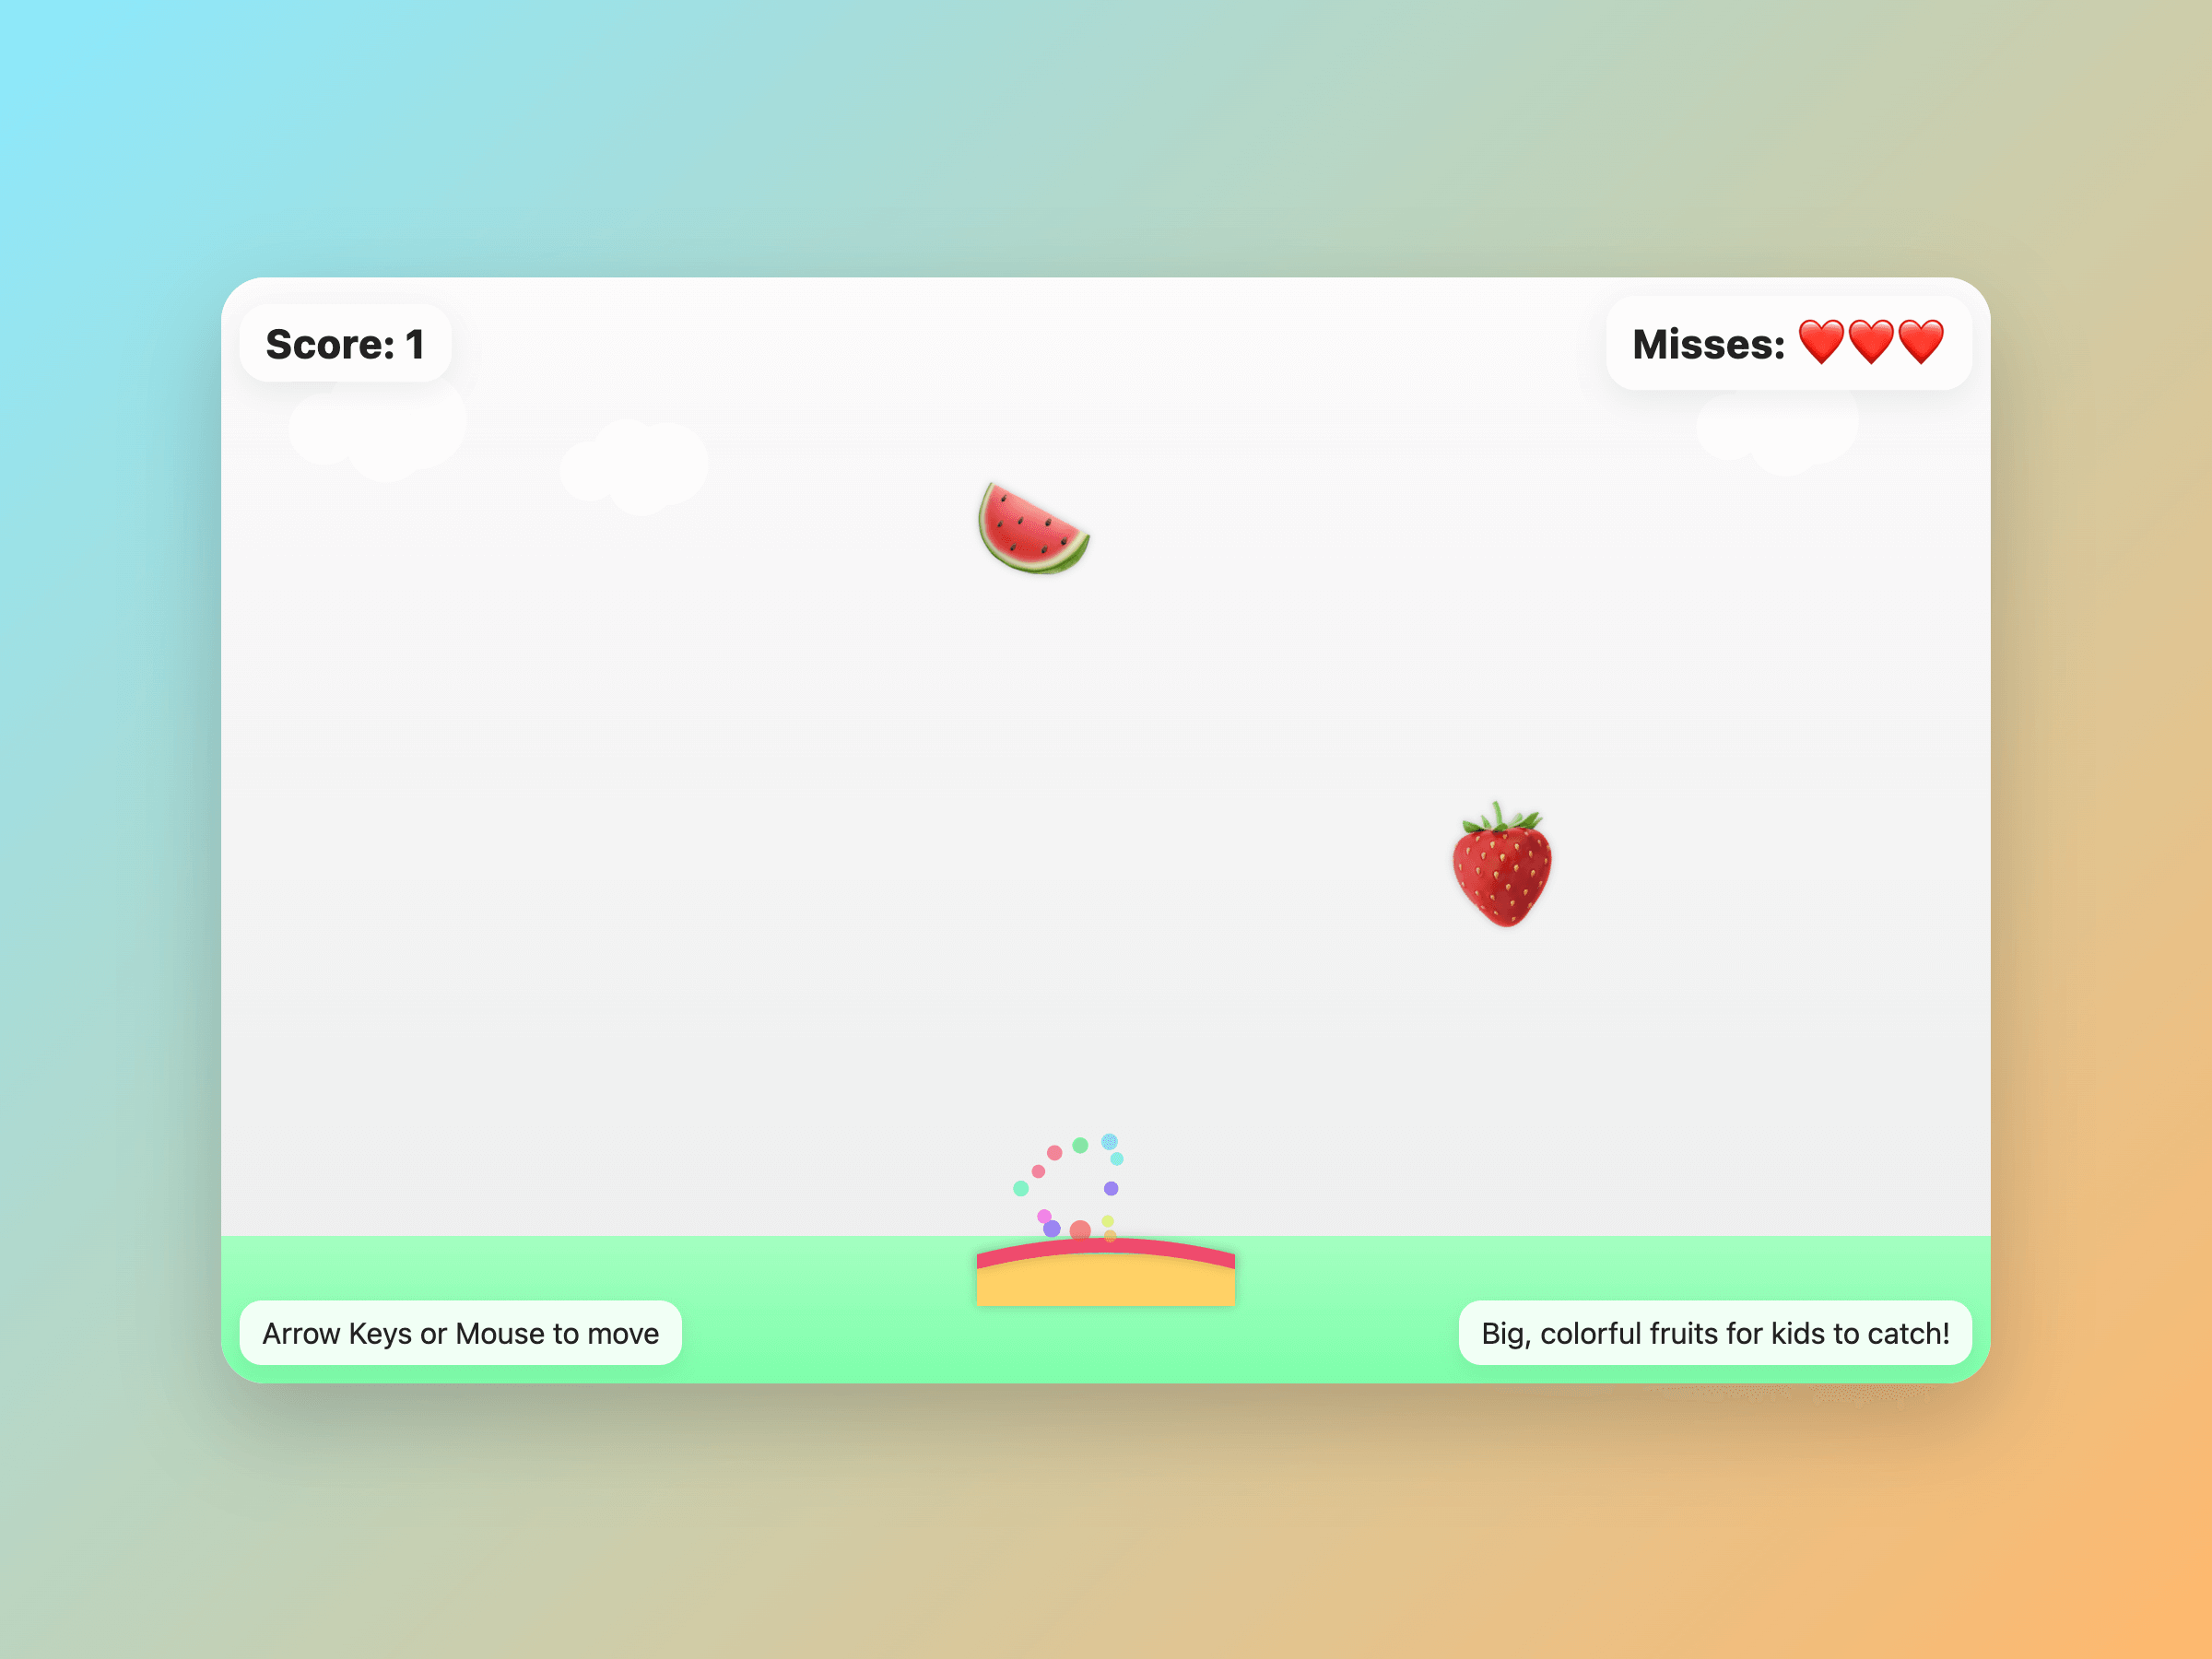 Score: 1
Misses: ❤️❤️❤️
Arrow Keys or Mouse to move
Big, colorful fruits for kids to catch!